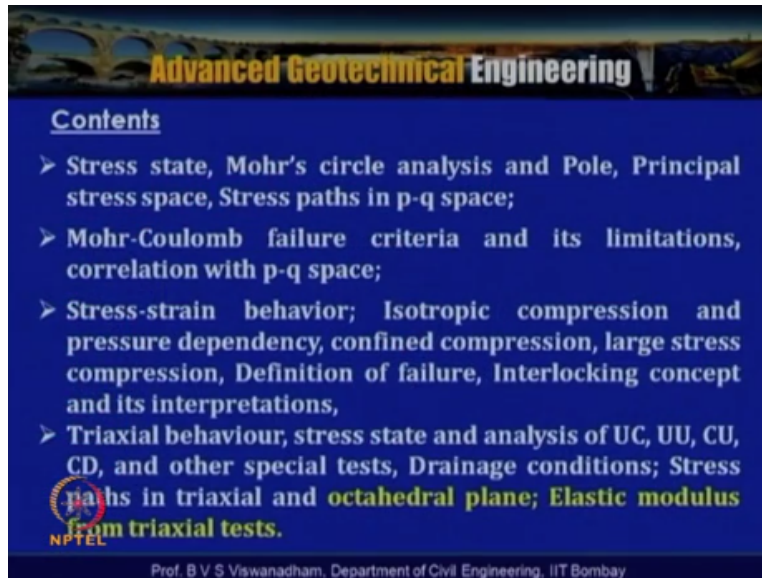 Advanced Geotechnical Engineering
Contents
➢ Stress state, Mohr's circle analysis and Pole, Principal
stress space, Stress paths in p-q space;
➢ Mohr-Coulomb failure criteria and its limitations,
correlation with p-q space;
➢ Stress-strain behavior; Isotropic compression and
pressure dependency, confined compression, large stress
compression, Definition of failure, Interlocking concept
and its interpretations,
➢ Triaxial behaviour, stress state and analysis of UC, UU, CU,
CD, and other special tests, Drainage conditions; Stress
paths in triaxial and octahedral plane; Elastic modulus
from triaxial tests.
NPTEL
Prof. B V S Viswanadham, Department of Civil Engineering, IIT Bombay